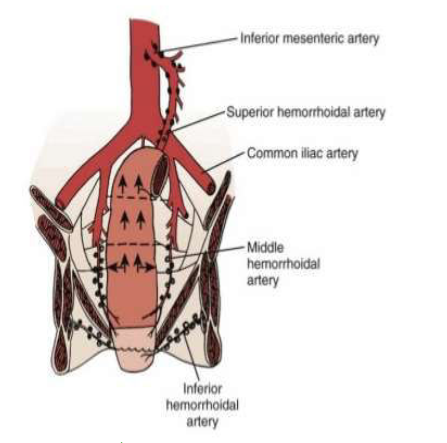 Inferior mesenteric artery
Superior hemorrhoidal artery
Common iliac artery
Middle
hemorrhoidal
artery
Inferior
hemorrhoidal
artery